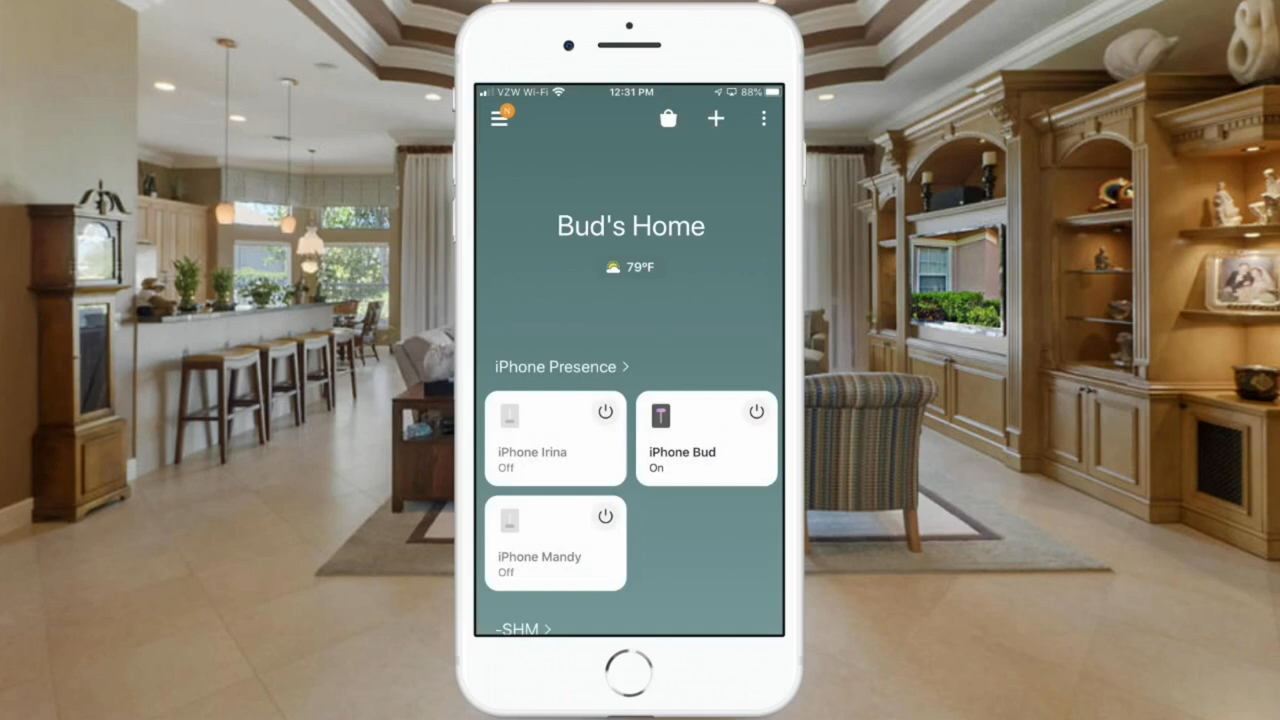 VZW Wi-Fi 12:31 PM 88%
N
Bud's Home
79°F
iPhone Presence >
iPhone Irina
Off
iPhone Bud
On
iPhone Mandy
Off
-SHM >